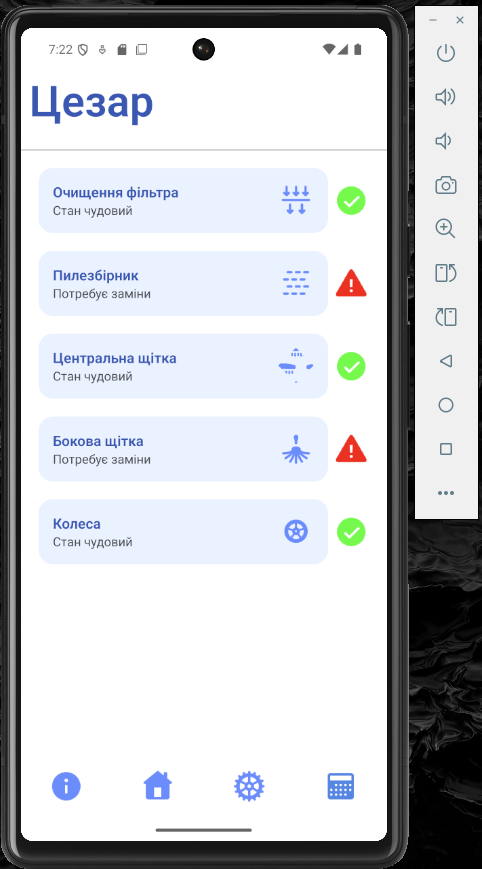 7:22
Цезар
Очищення фільтра
Стан чудовий
Пилезбірник
Потребує заміни
Центральна щітка
Стан чудовий
Бокова щітка
Потребує заміни
Колеса
Стан чудовий